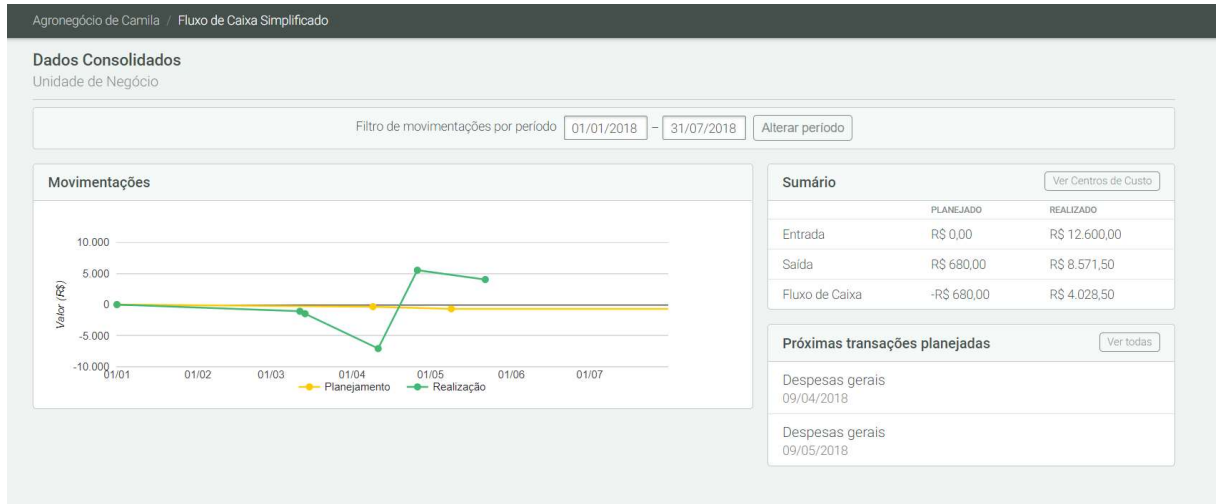 Agronegócio de Camila / Fluxo de Caixa Simplificado
Dados Consolidados
Unidade de Negócio
Filtro de movimentações por período 01/01/2018 – 31/07/2018 Alterar período
Movimentações
10.000
5.000
0
-5.000
-10.000
Valor (R$)
01/01 01/02 01/03 01/04 01/05 01/06 01/07
Planejamento Realização
Sumário Ver Centros de Custo
PLANEJADO REALIZADO
Entrada R$ 0,00 R$ 12.600,00
Saída R$ 680,00 R$ 8.571,50
Fluxo de Caixa -R$ 680,00 R$ 4.028,50
Próximas transações planejadas Ver todas
Despesas gerais
09/04/2018
Despesas gerais
09/05/2018